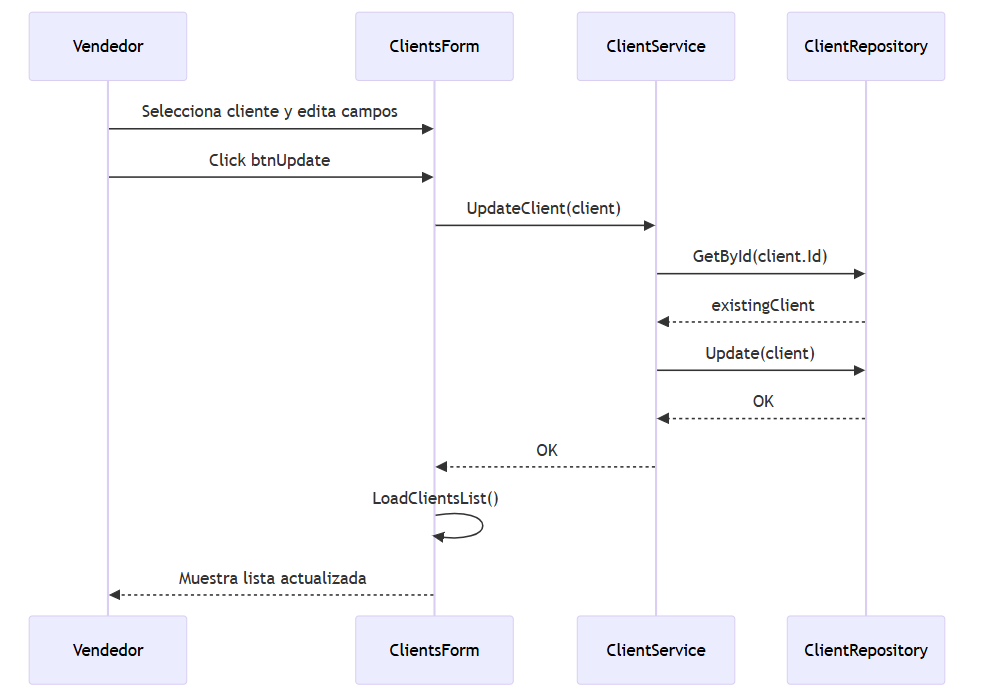 Vendedor
ClientsForm
ClientService
ClientRepository
Selecciona cliente y edita campos
Click btnUpdate
UpdateClient(client)
GetById(client.Id)
existingClient
Update(client)
OK
OK
LoadClientsList()
Muestra lista actualizada
Vendedor
ClientsForm
ClientService
ClientRepository